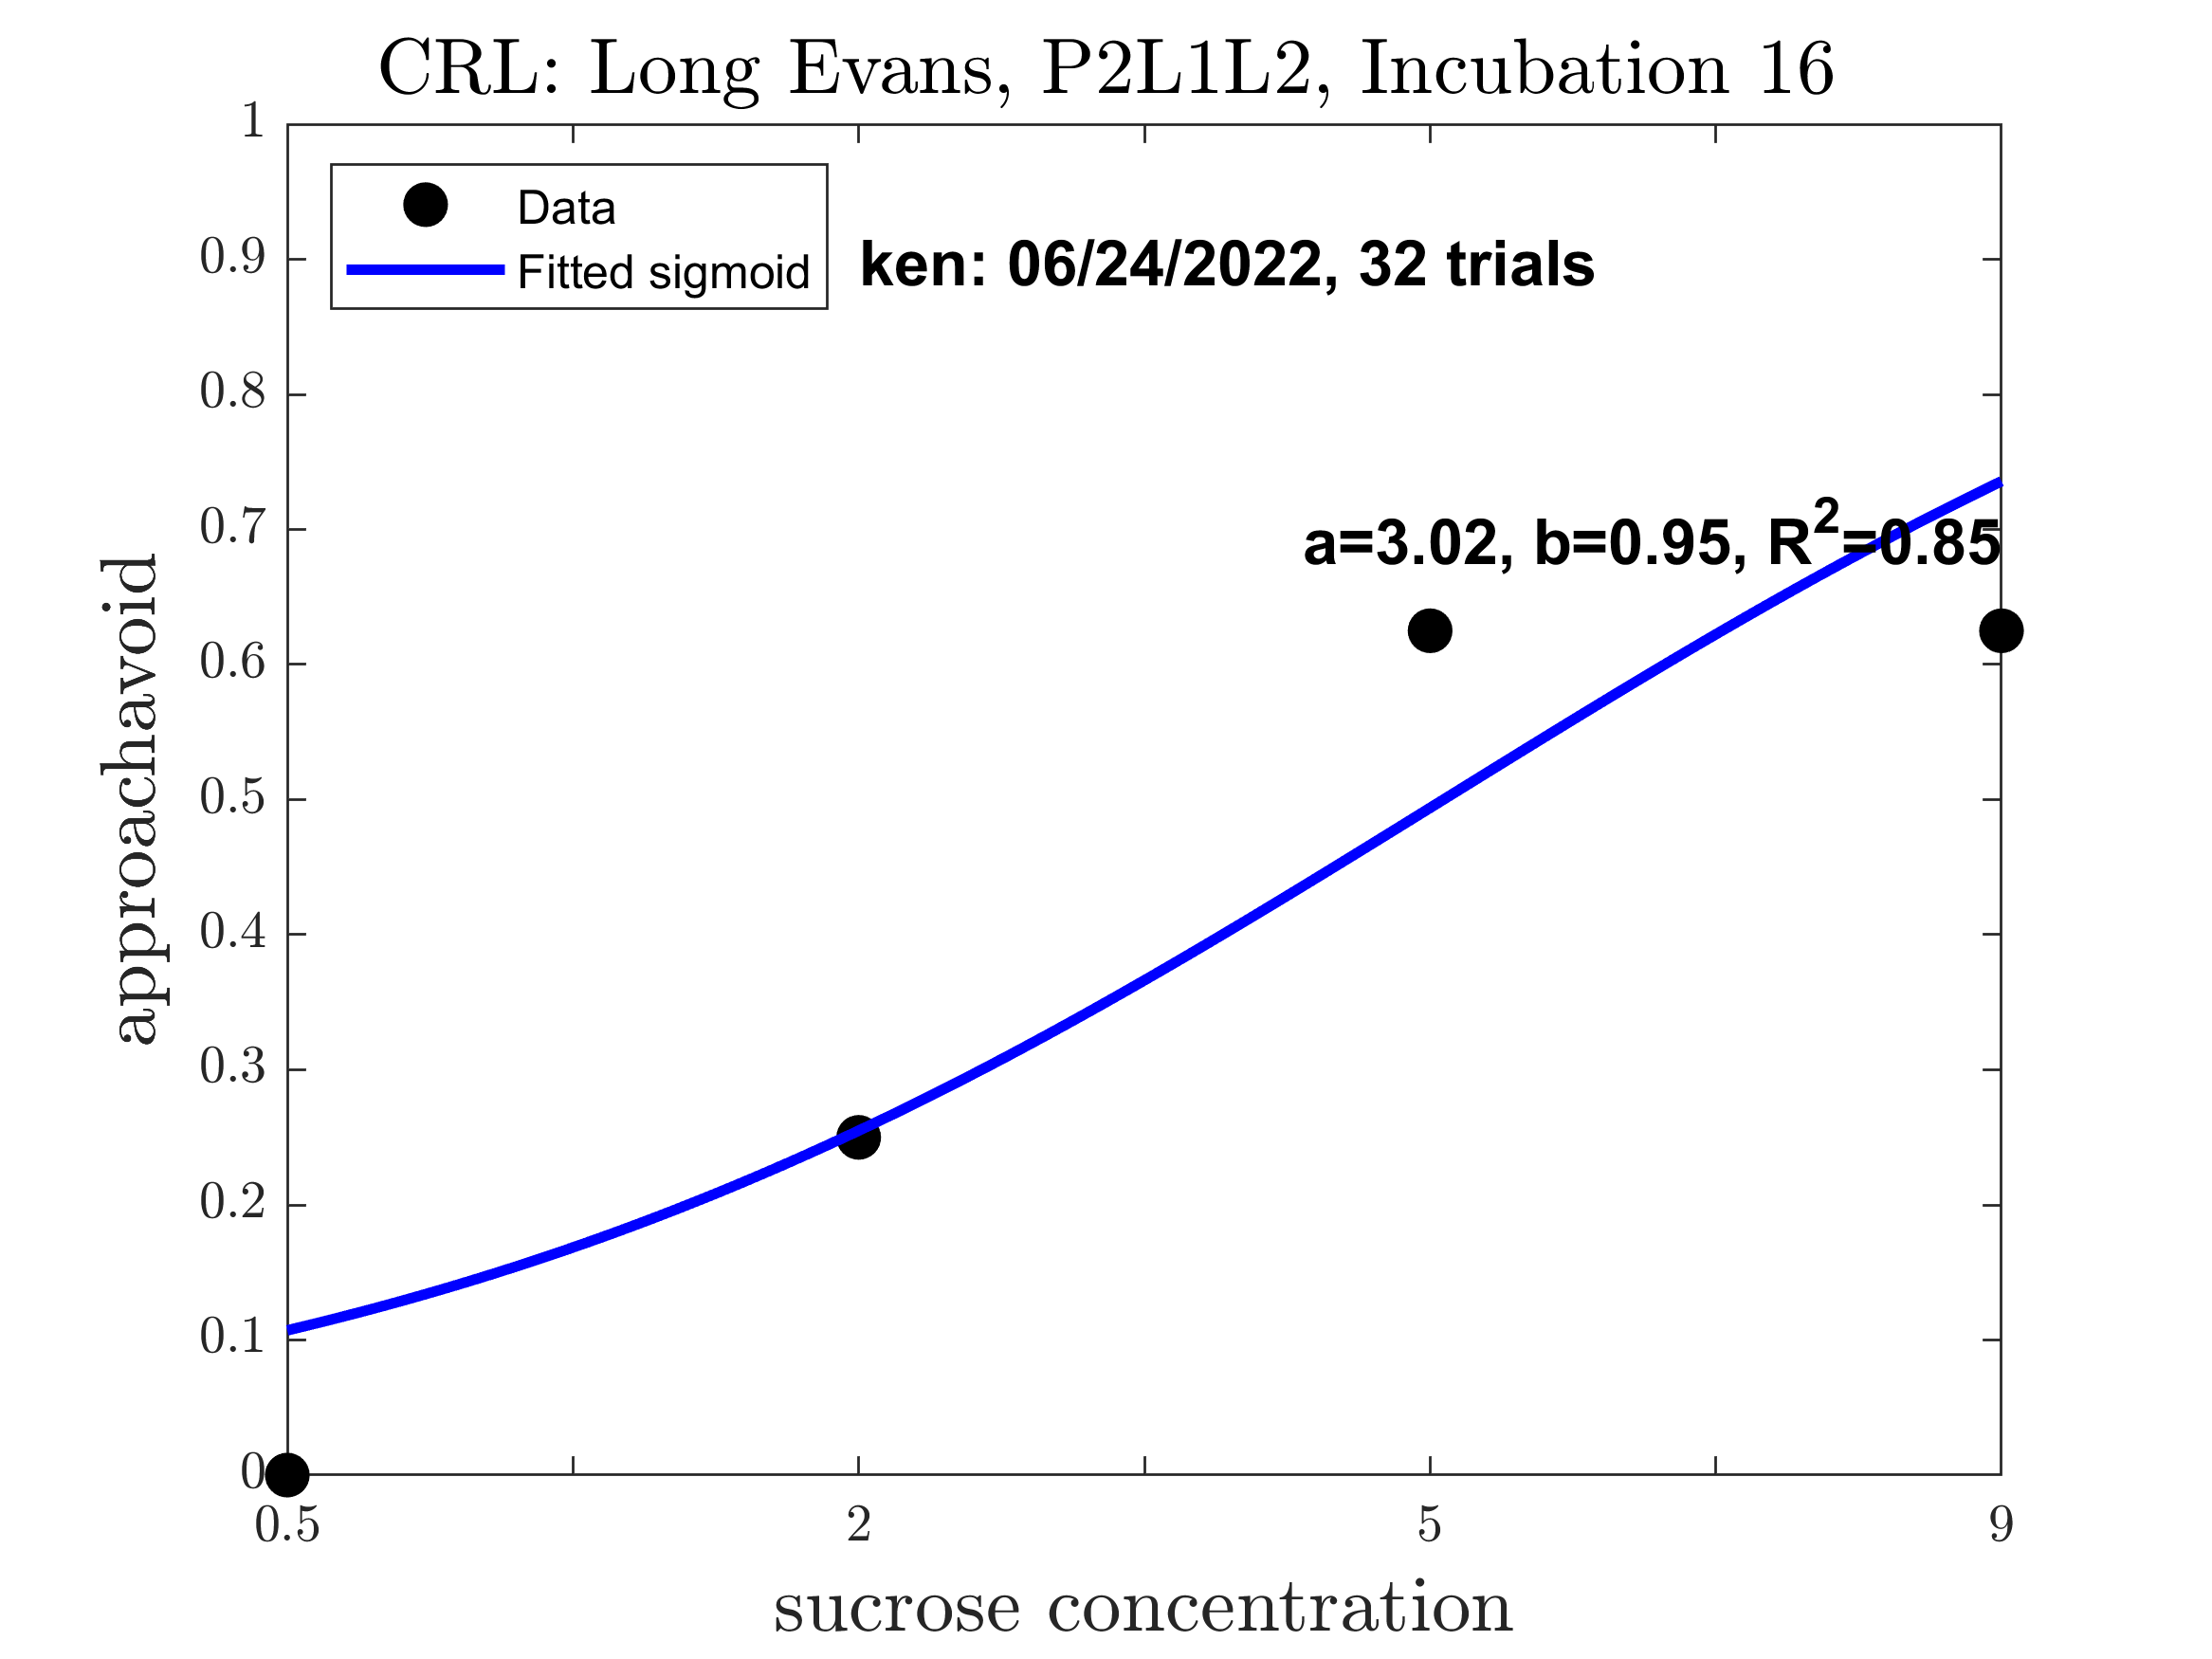 CRL: Long Evans, P2L1L2, Incubation 16
1
Data
Fitted sigmoid
ken: 06/24/2022, 32 trials
0.9
0.8
0.7
a=3.02, b=0.95, R²=0.85
0.6
0.5
0.4
0.3
0.2
0.1
0
approachavoid
0.5 2 5 9
sucrose concentration